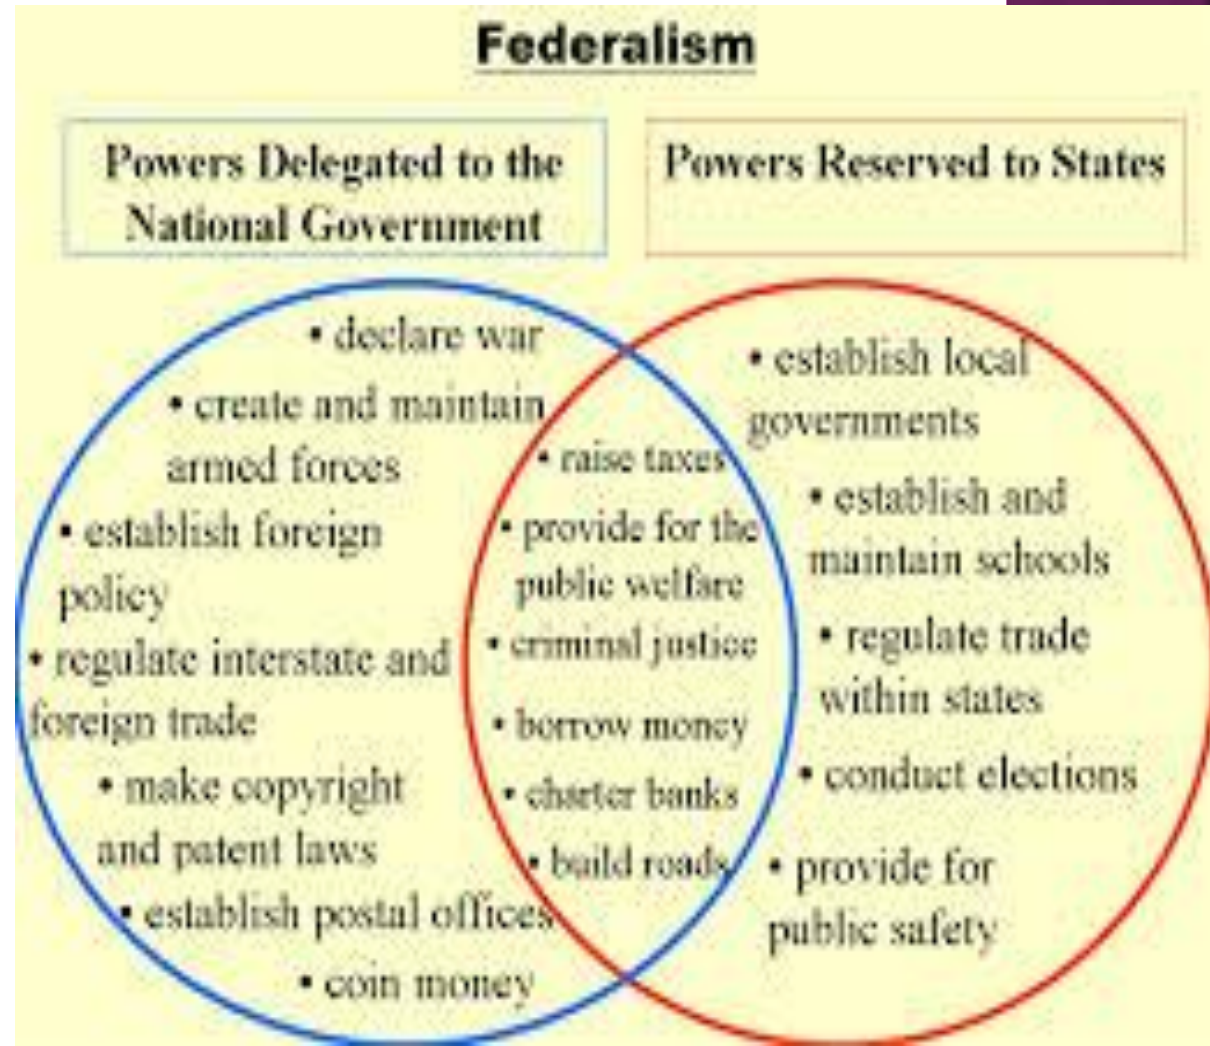 Federalism
Powers Delegated to the
National Government
Powers Reserved to States
• declare war
• create and maintain
armed forces
• establish foreign
policy
• regulate interstate and
foreign trade
• make copyright
and patent laws
• establish postal offices
• coin money
• raise taxes
• provide for the
public welfare
• criminal justice
• borrow money
• charter banks
• build roads
• establish local
governments
• establish and
maintain schools
• regulate trade
within states
• conduct elections
• provide for
public safety